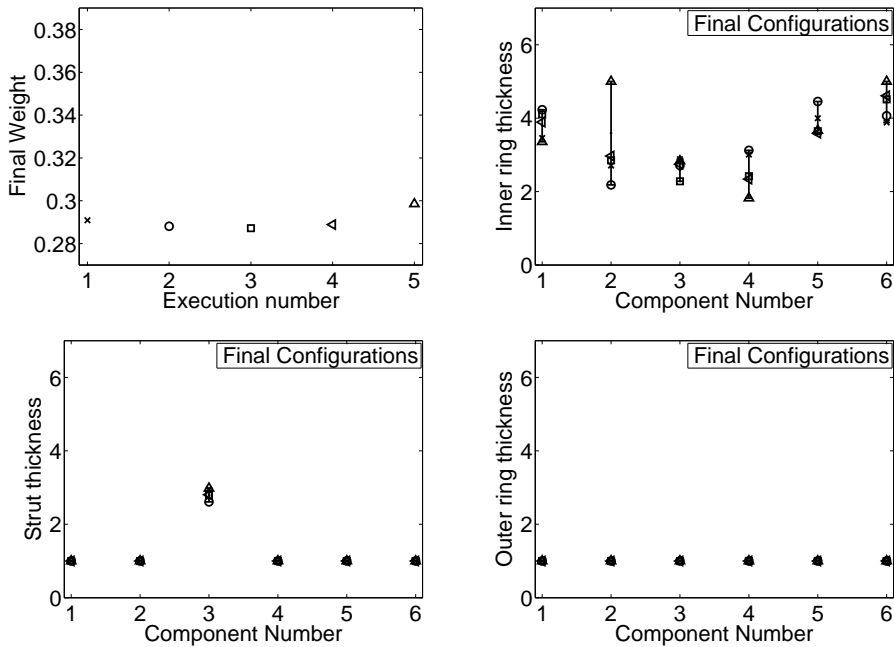 0.38
0.36
0.34
0.32
0.3
0.28
Final Weight
1 2 3 4 5
Execution number
Final Configurations
6
4
2
0
Inner ring thickness
1 2 3 4 5 6
Component Number
Final Configurations
6
4
2
0
Strut thickness
1 2 3 4 5 6
Component Number
Final Configurations
6
4
2
0
Outer ring thickness
1 2 3 4 5 6
Component Number